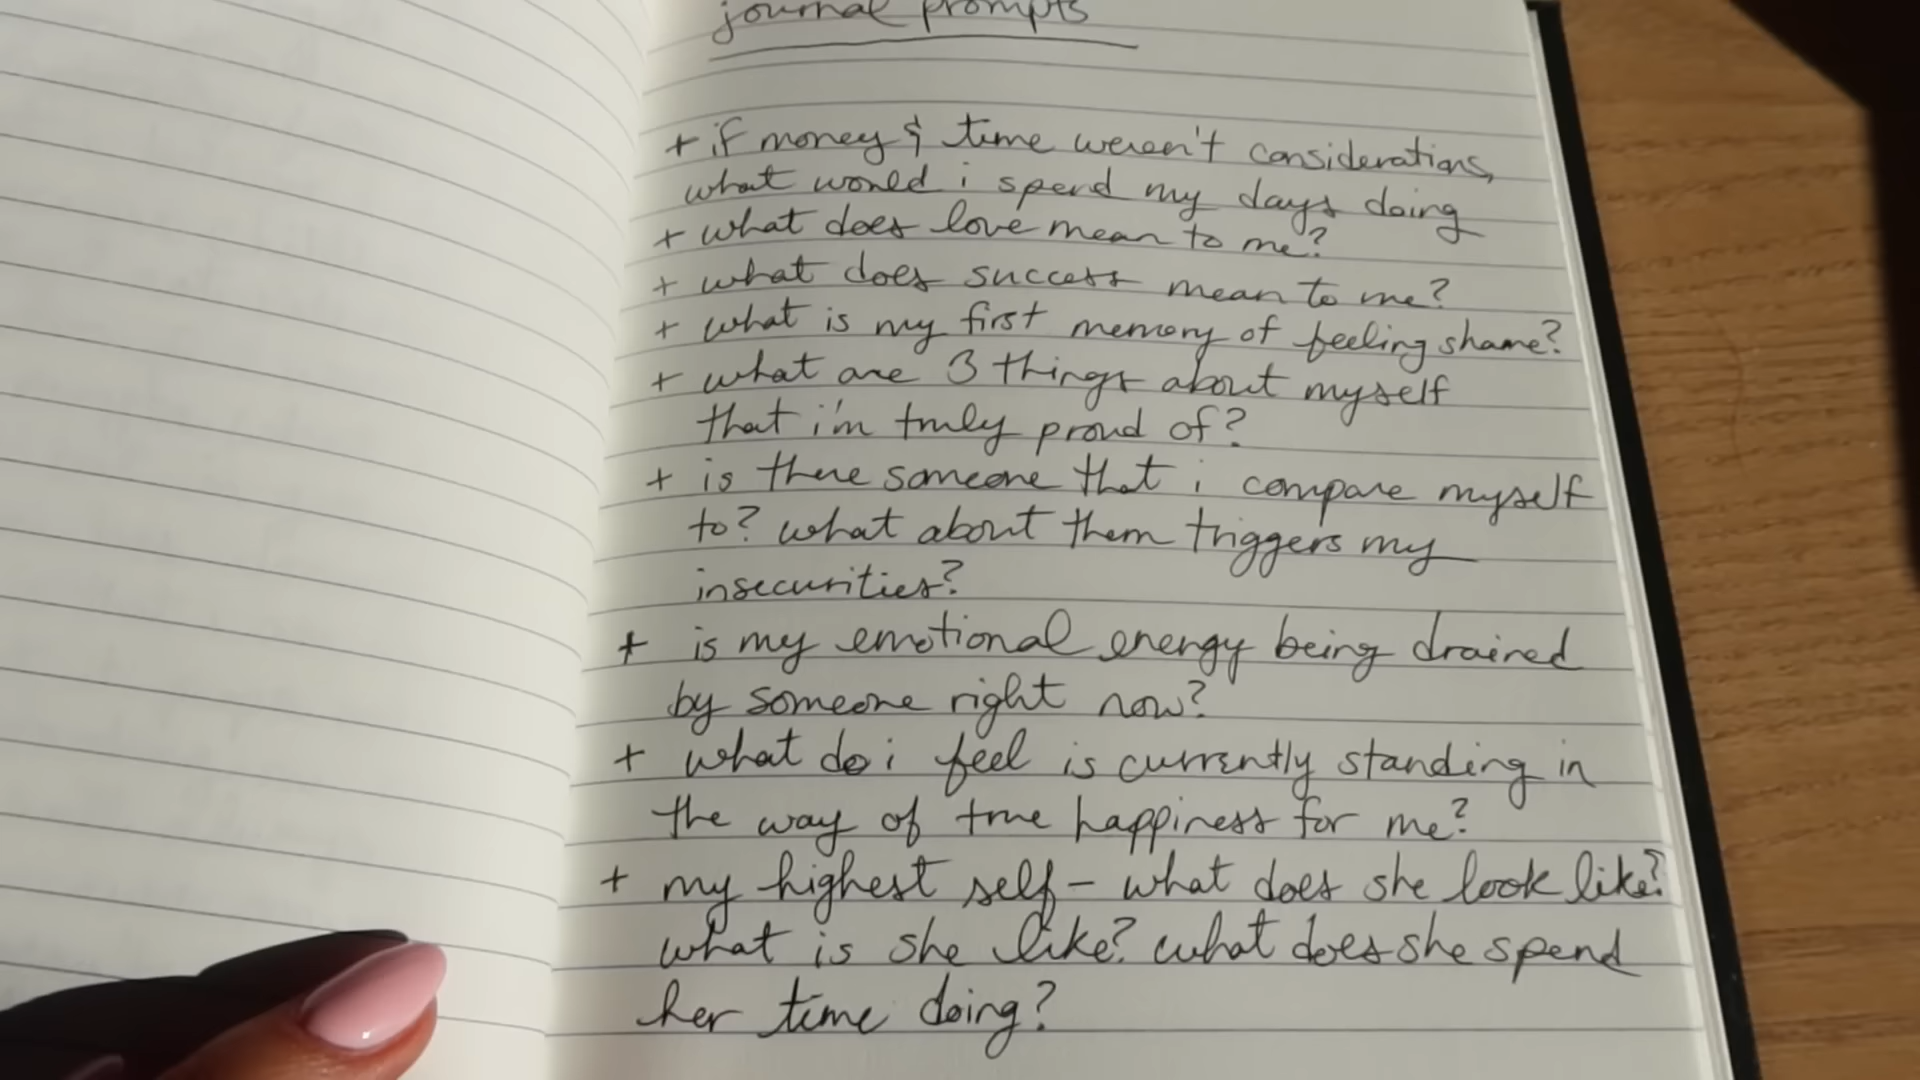 journal prompts
+ if money & time weren't considerations,
what would i spend my days doing
+ what does love mean to me?
+ what does success mean to me?
+ what is my first memory of feeling shame?
+ what are 3 things about myself
that i'm truly proud of?
+ is there someone that i compare myself
to? what about them triggers my
insecurities?
+ is my emotional energy being drained
by someone right now?
+ what do i feel is currently standing in
the way of true happiness for me?
+ my highest self - what does she look like?
what is she like? what does she spend
her time doing?